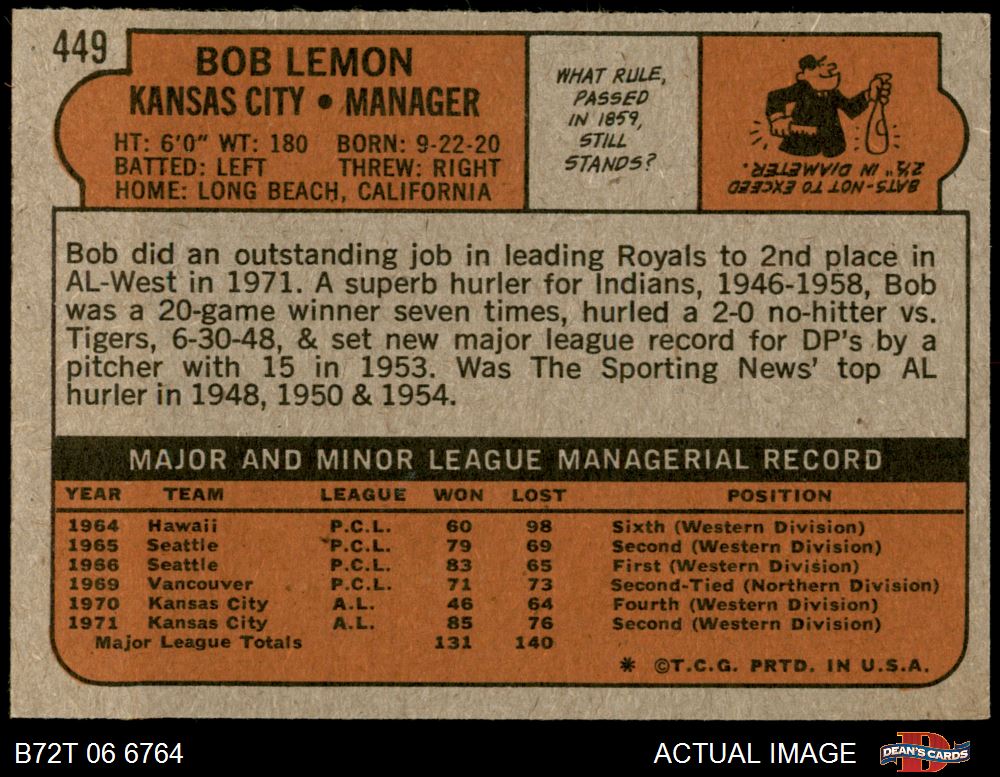 449
BOB LEMON
KANSAS CITY • MANAGER
HT: 6'0" WT: 180 BORN: 9-22-20
BATTED: LEFT THREW: RIGHT
HOME: LONG BEACH, CALIFORNIA
WHAT RULE,
PASSED
IN 1859,
STILL
STANDS?
BATS-NOT TO EXCEED
2½" IN DIAMETER.
Bob did an outstanding job in leading Royals to 2nd place in
AL-West in 1971. A superb hurler for Indians, 1946-1958, Bob
was a 20-game winner seven times, hurled a 2-0 no-hitter vs.
Tigers, 6-30-48, & set new major league record for DP's by a
pitcher with 15 in 1953. Was The Sporting News' top AL
hurler in 1948, 1950 & 1954.
MAJOR AND MINOR LEAGUE MANAGERIAL RECORD
YEAR TEAM LEAGUE WON LOST POSITION
1964 Hawaii P.C.L. 60 98 Sixth (Western Division)
1965 Seattle P.C.L. 79 69 Second (Western Division)
1966 Seattle P.C.L. 83 65 First (Western Division)
1969 Vancouver P.C.L. 71 73 Second-Tied (Northern Division)
1970 Kansas City A.L. 46 64 Fourth (Western Division)
1971 Kansas City A.L. 85 76 Second (Western Division)
Major League Totals 131 140
* ©T.C.G. PRTD. IN U.S.A.
B72T 06 6764 ACTUAL IMAGE D DEAN'S CARDS